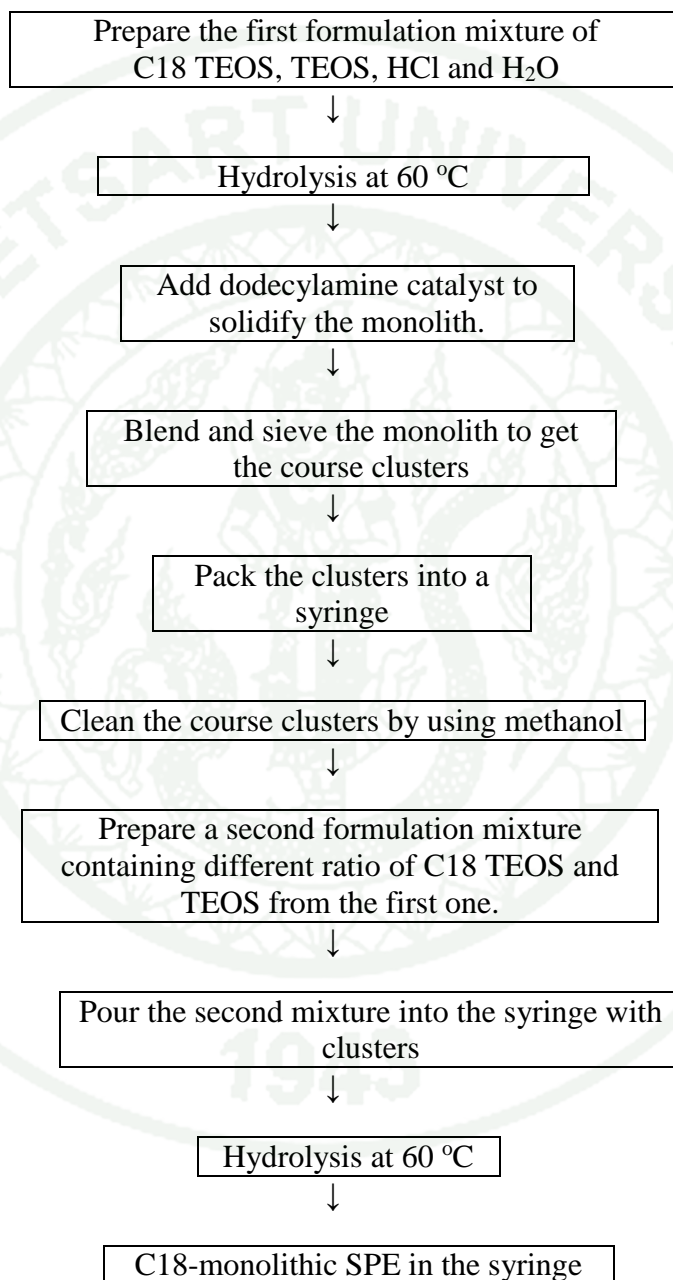 Prepare the first formulation mixture of
C18 TEOS, TEOS, HCl and H₂O
↓
Hydrolysis at 60 °C
↓
Add dodecylamine catalyst to
solidify the monolith.
↓
Blend and sieve the monolith to get
the course clusters
↓
Pack the clusters into a
syringe
↓
Clean the course clusters by using methanol
↓
Prepare a second formulation mixture
containing different ratio of C18 TEOS and
TEOS from the first one.
↓
Pour the second mixture into the syringe with
clusters
↓
Hydrolysis at 60 °C
↓
C18-monolithic SPE in the syringe
1943